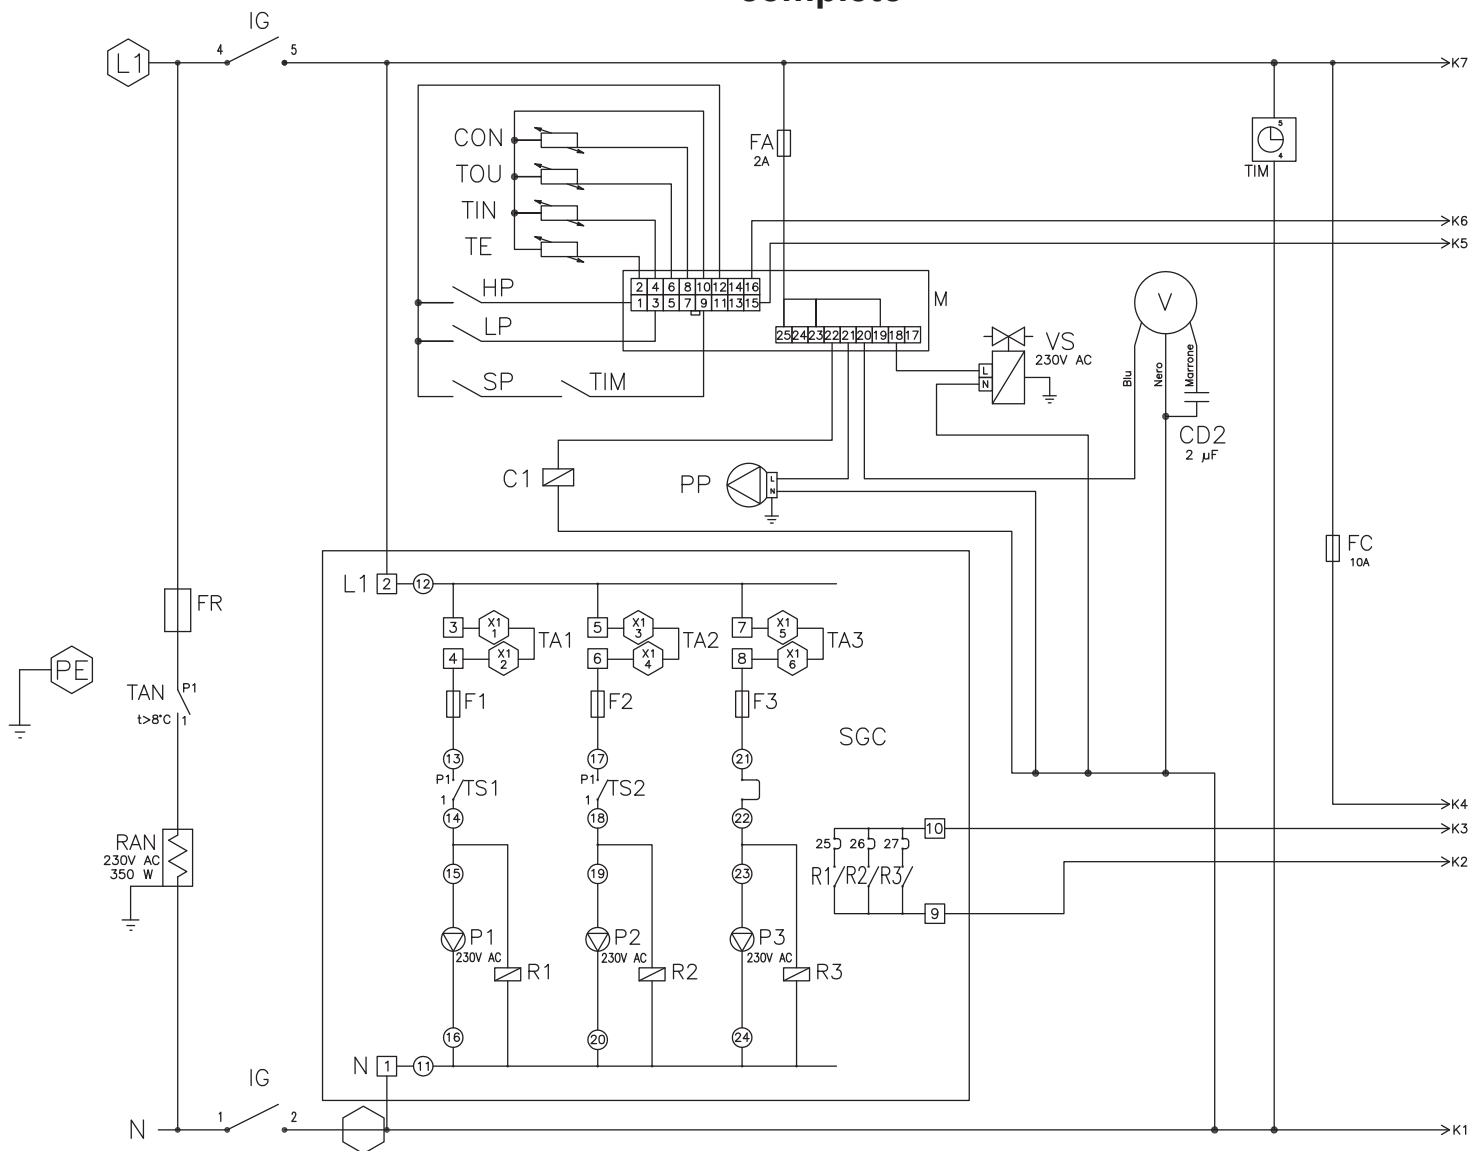 IG
4 5
L1
K7
CON
TOU
TIN
TE
FA
2A
5
4
TIM
K6
K5
HP
LP
SP TIM
2 4 6 8 10 12 14 16
1 3 5 7 9 11 13 15
M
25 24 23 22 21 20 19 18 17
VS
230V AC
L
N
V
Blu
Nero
Marrone
CD2
2 µF
C1
PP
L
N
FC
10A
L1 2 12
FR
3 X1 1
TA1
4 X1 2
5 X1 3
TA2
6 X1 4
7 X1 5
TA3
8 X1 6
F1 F2 F3
SGC
PE
TAN P1
t>8°C 1
13 17 21
P1 TS1
1
P1 TS2
1
14 18 22
K4
10 K3
25 26 27
K2
RAN
230V AC
350 W
15 19 23
R1 R2 R3
9
P1
230V AC
P2
230V AC
P3
230V AC
R1 R2 R3
16 20 24
N 1 11
IG
1 2
N
K1